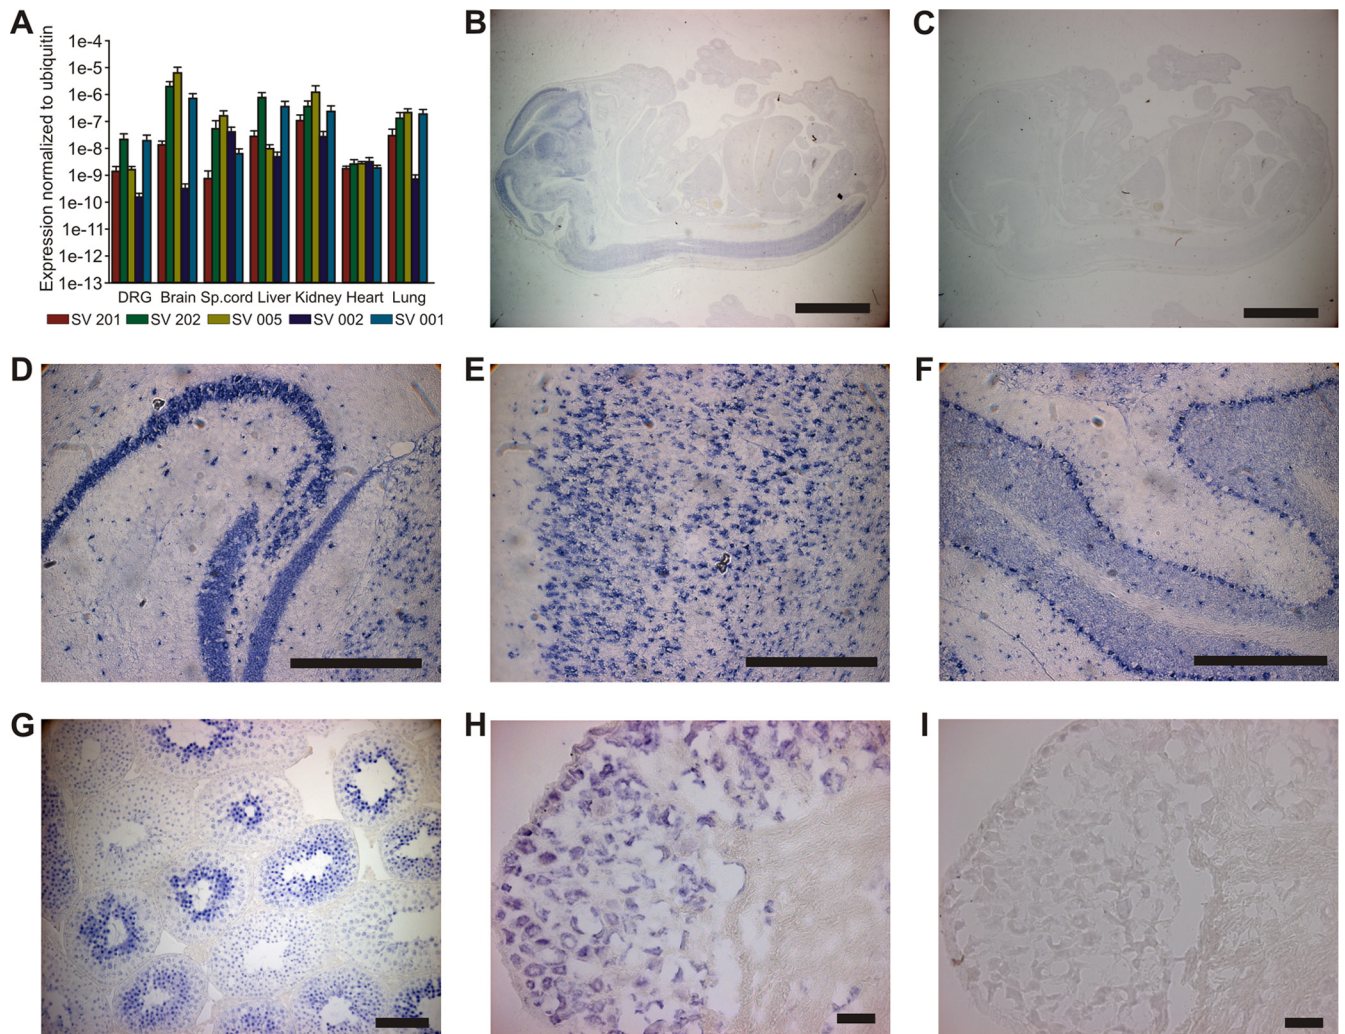 A
Expression normalized to ubiquitin
1e-4
1e-5
1e-6
1e-7
1e-8
1e-9
1e-10
1e-11
1e-12
1e-13
DRG Brain Sp.cord Liver Kidney Heart Lung
SV 201 SV 202 SV 005 SV 002 SV 001
B
C
D
E
F
G
H
I